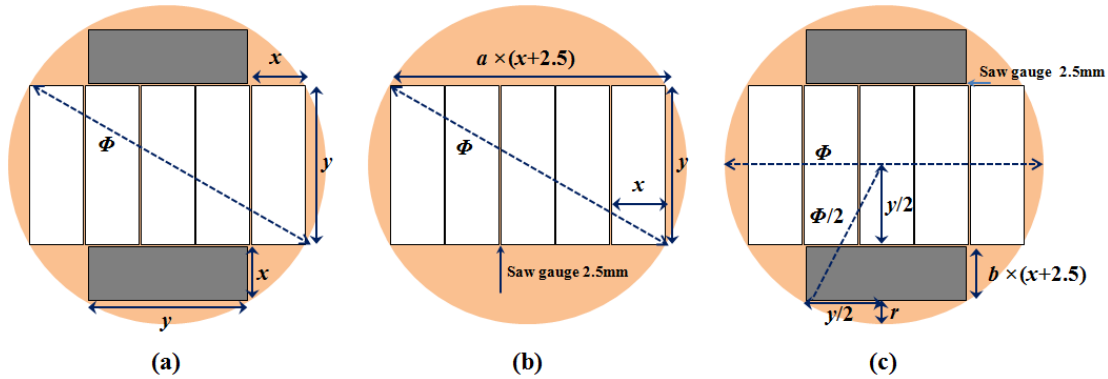 x
Φ
y
x
y
(a)
a ×(x+2.5)
Φ
y
x
Saw gauge 2.5mm
(b)
Saw gauge 2.5mm
Φ
Φ/2
y/2
b ×(x+2.5)
y/2
r
(c)